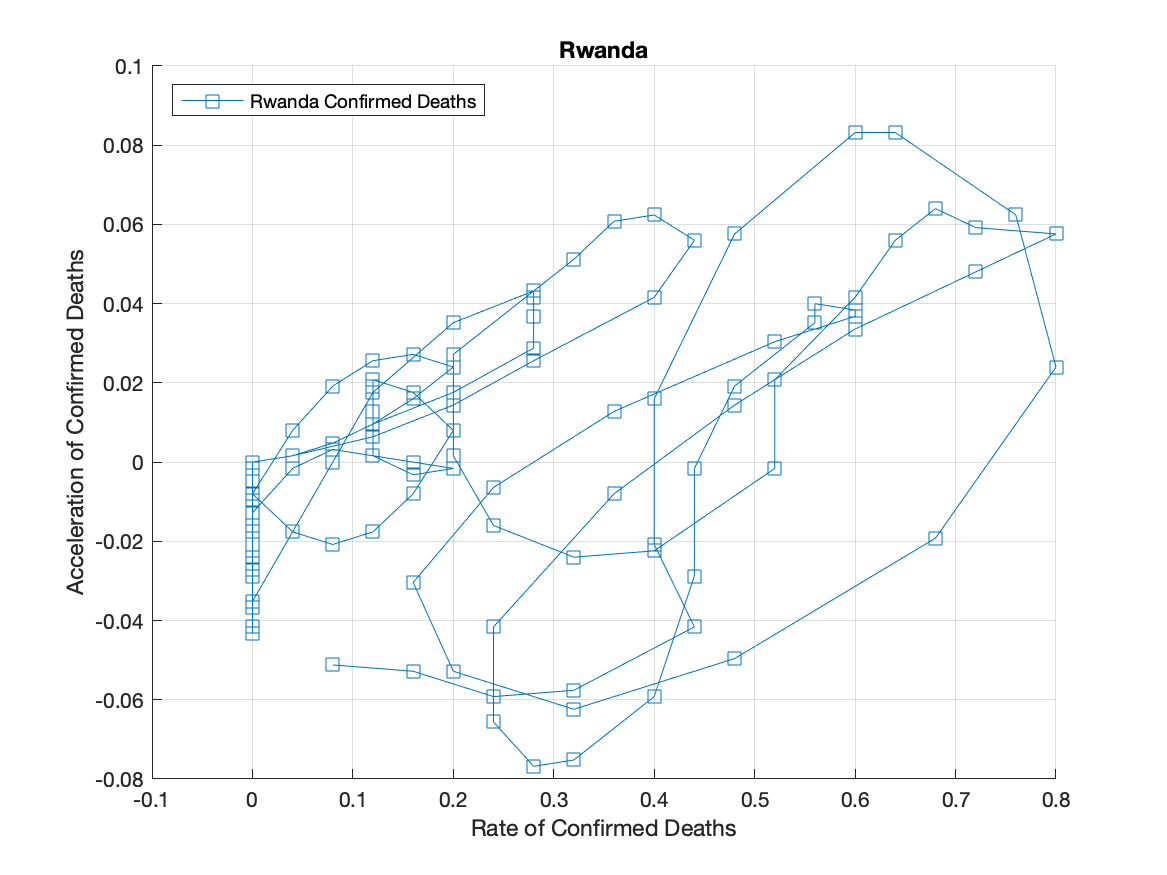 Rwanda
Rwanda Confirmed Deaths
0.1
0.08
0.06
0.04
0.02
0
-0.02
-0.04
-0.06
-0.08
Acceleration of Confirmed Deaths
-0.1 0 0.1 0.2 0.3 0.4 0.5 0.6 0.7 0.8
Rate of Confirmed Deaths